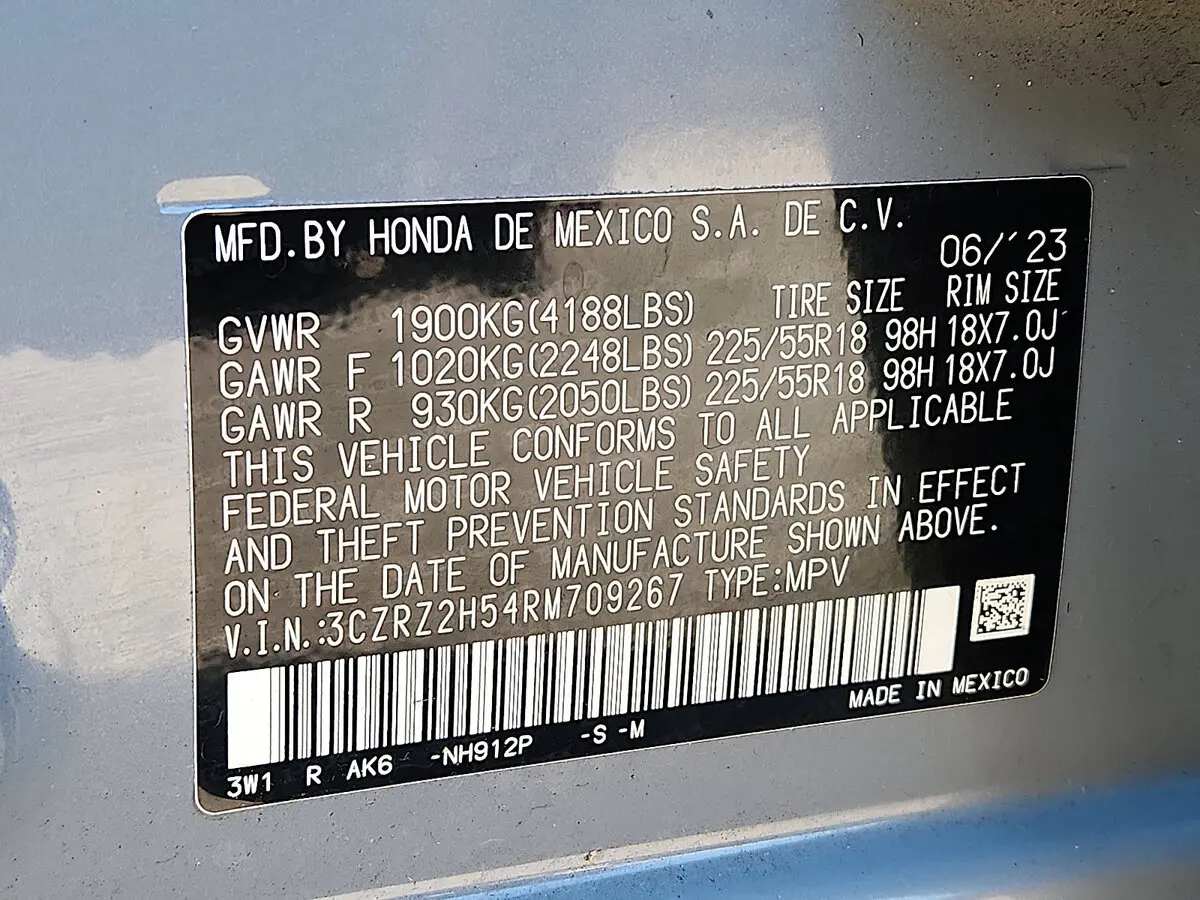 MFD.BY HONDA DE MEXICO S.A. DE C.V.
06/´23
TIRE SIZE RIM SIZE
GVWR 1900KG(4188LBS)
GAWR F 1020KG(2248LBS) 225/55R18 98H 18X7.0J
GAWR R 930KG(2050LBS) 225/55R18 98H 18X7.0J
THIS VEHICLE CONFORMS TO ALL APPLICABLE
FEDERAL MOTOR VEHICLE SAFETY
AND THEFT PREVENTION STANDARDS IN EFFECT
ON THE DATE OF MANUFACTURE SHOWN ABOVE.
V.I.N.:3CZRZ2H54RM709267 TYPE:MPV
3W1 R AK6 -NH912P -S -M
MADE IN MEXICO